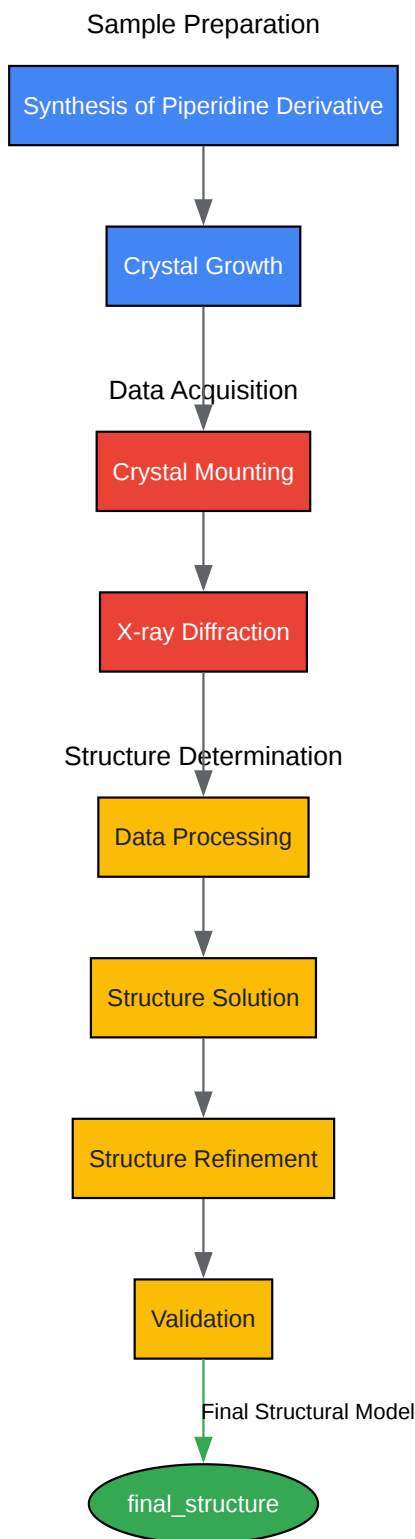 Sample Preparation
Synthesis of Piperidine Derivative
Crystal Growth
Data Acquisition
Crystal Mounting
X-ray Diffraction
Structure Determination
Data Processing
Structure Solution
Structure Refinement
Validation
Final Structural Model
final_structure